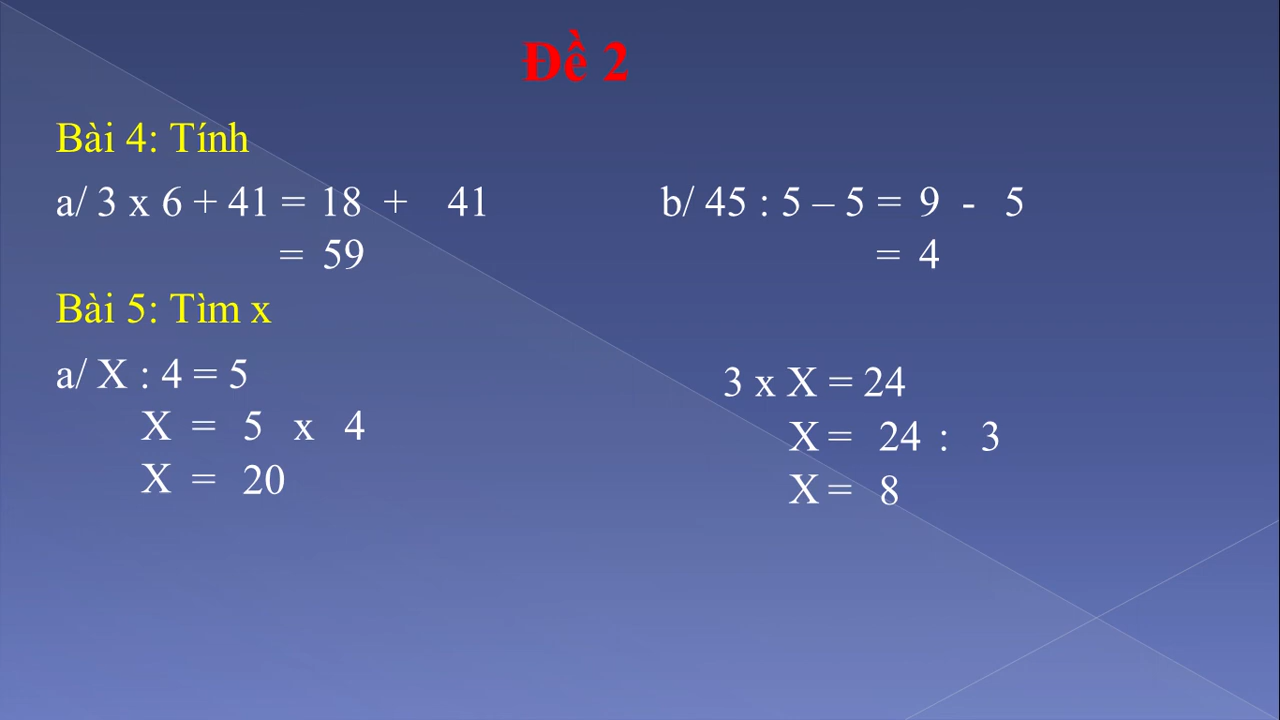 Đề 2
Bài 4: Tính
a/ 3 x 6 + 41 = 18 + 41
= 59
b/ 45 : 5 – 5 = 9 - 5
= 4
Bài 5: Tìm x
a/ X : 4 = 5
X = 5 x 4
X = 20
3 x X = 24
X = 24 : 3
X = 8